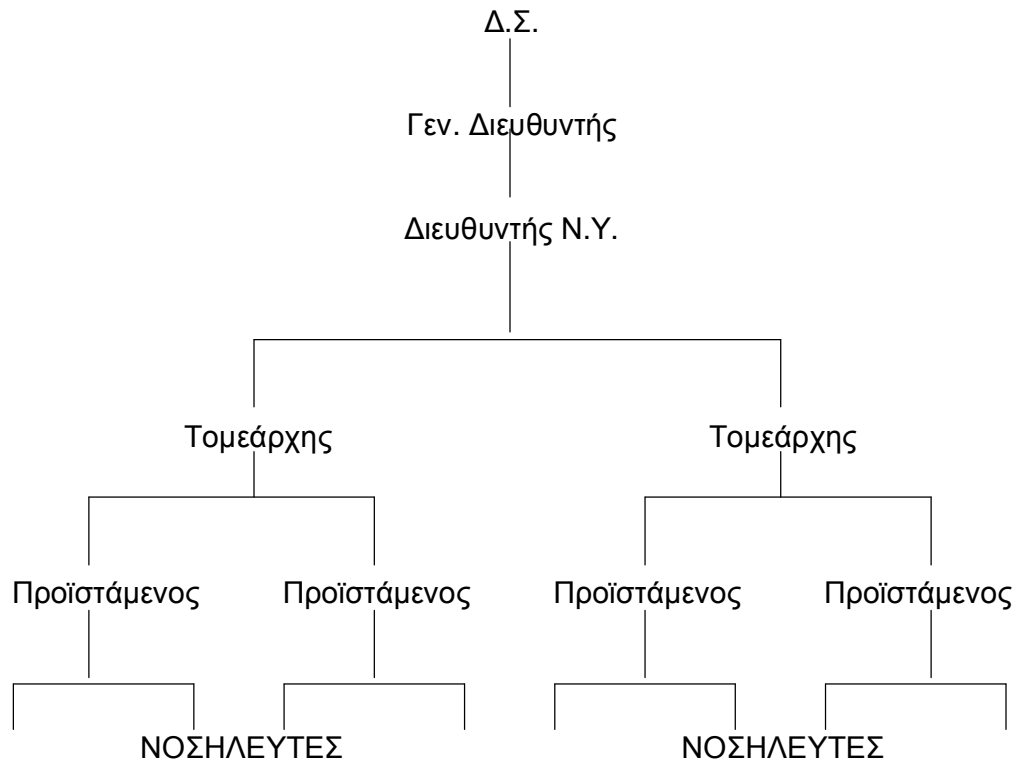 Δ.Σ.
Γεν. Διευθυντής
Διευθυντής Ν.Υ.
Τομεάρχης Τομεάρχης
Προϊστάμενος Προϊστάμενος Προϊστάμενος Προϊστάμενος
ΝΟΣΗΛΕΥΤΕΣ ΝΟΣΗΛΕΥΤΕΣ